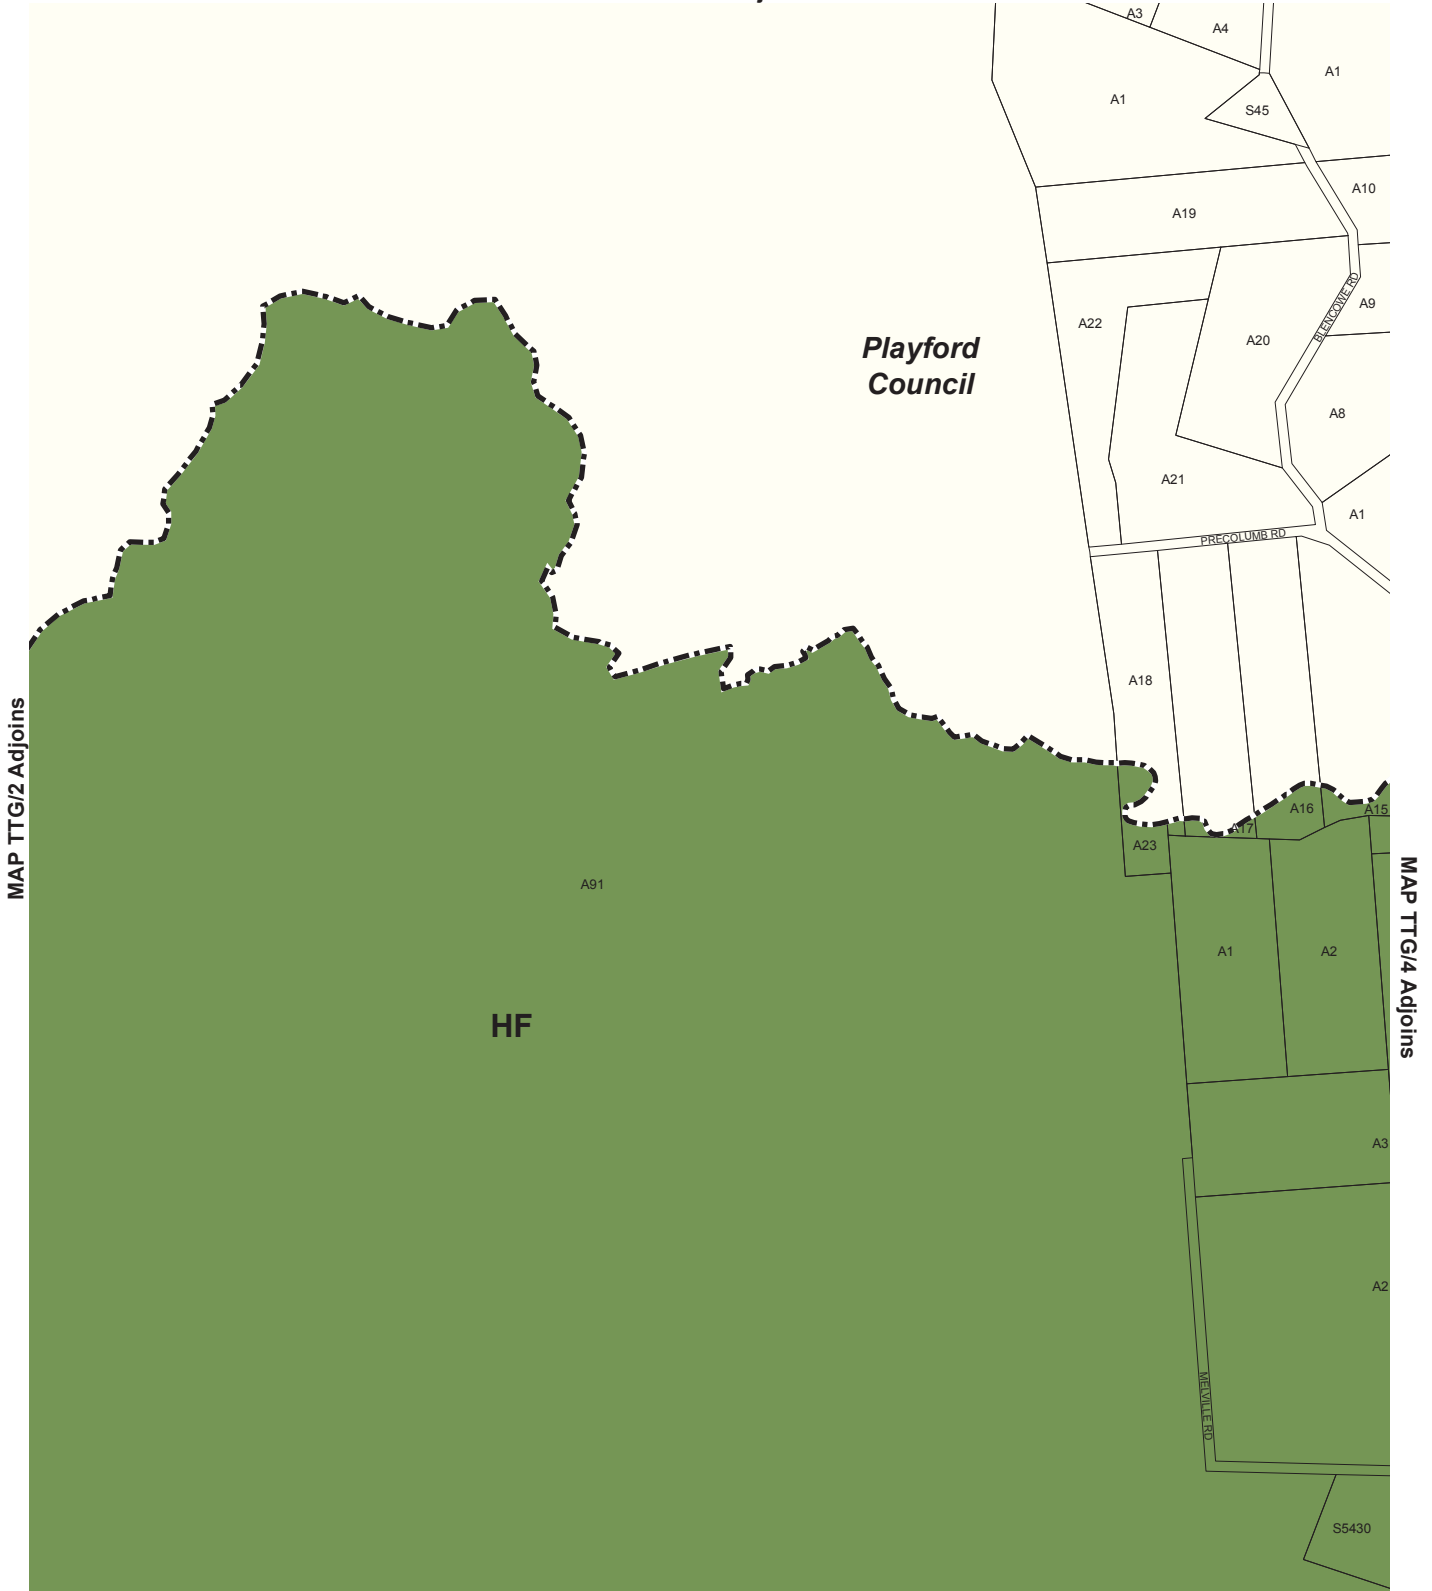 A3
A4
A1
A1
S45
A10
A19
A9
BLENCOWE RD
A22
A20
Playford
Council
A8
A21
A1
PRECOLUMB RD
A18
MAP TTG/2 Adjoins
A16
A15
A17
A23
A91
MAP TTG/4 Adjoins
A1
A2
HF
A3
A2
MELVILLE RD
S5430